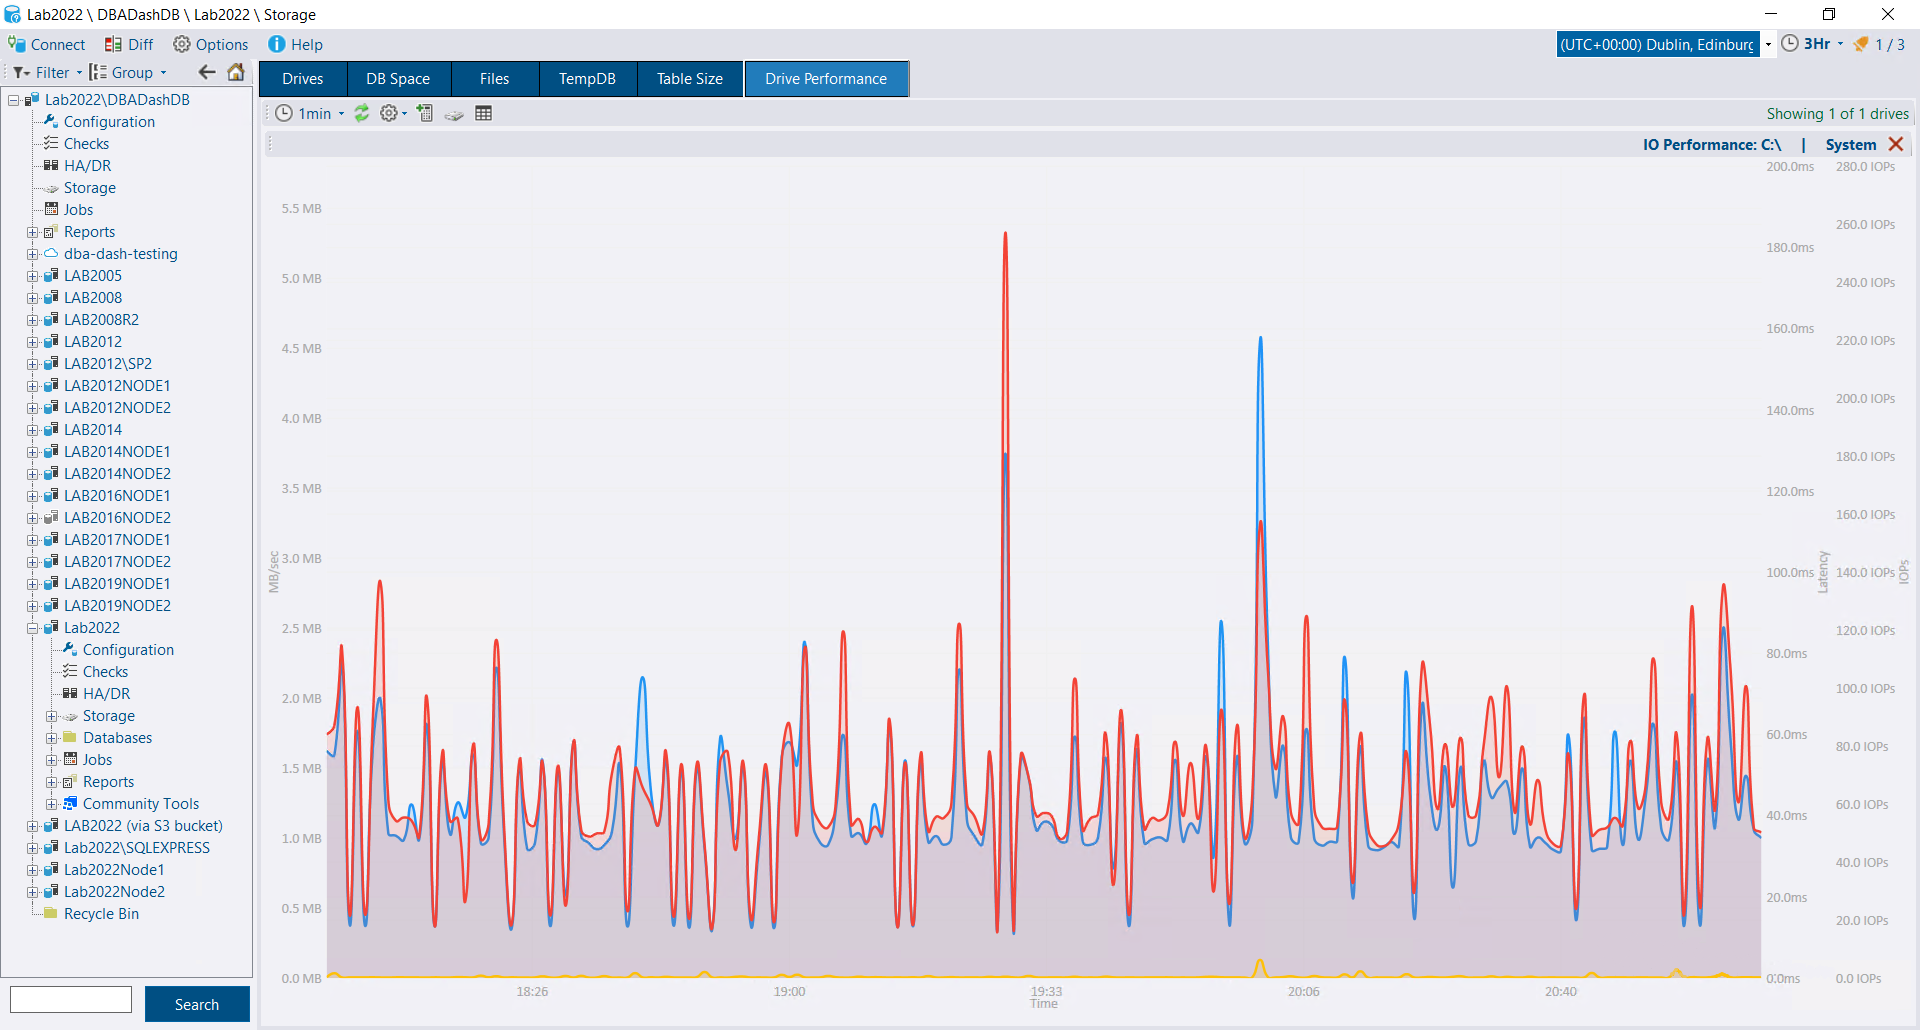 Lab2022 \ DBADashDB \ Lab2022 \ Storage
Connect Diff Options Help
(UTC+00:00) Dublin, Edinburg 3Hr 1 / 3
Filter Group
Drives DB Space Files TempDB Table Size Drive Performance
Lab2022\DBADashDB
Configuration
Checks
HA/DR
Storage
Jobs
Reports
dba-dash-testing
LAB2005
LAB2008
LAB2008R2
LAB2012
LAB2012\SP2
LAB2012NODE1
LAB2012NODE2
LAB2014
LAB2014NODE1
LAB2014NODE2
LAB2016NODE1
LAB2016NODE2
LAB2017NODE1
LAB2017NODE2
LAB2019NODE1
LAB2019NODE2
Lab2022
Configuration
Checks
HA/DR
Storage
Databases
Jobs
Reports
Community Tools
LAB2022 (via S3 bucket)
Lab2022\SQLEXPRESS
Lab2022Node1
Lab2022Node2
Recycle Bin
Search
1min
Showing 1 of 1 drives
IO Performance: C:\ | System
5.5 MB
5.0 MB
4.5 MB
4.0 MB
3.5 MB
3.0 MB
2.5 MB
2.0 MB
1.5 MB
1.0 MB
0.5 MB
0.0 MB
MB/sec
200.0ms
180.0ms
160.0ms
140.0ms
120.0ms
100.0ms
80.0ms
60.0ms
40.0ms
20.0ms
0.0ms
Latency
280.0 IOPs
260.0 IOPs
240.0 IOPs
220.0 IOPs
200.0 IOPs
180.0 IOPs
160.0 IOPs
140.0 IOPs
120.0 IOPs
100.0 IOPs
80.0 IOPs
60.0 IOPs
40.0 IOPs
20.0 IOPs
0.0 IOPs
IOPs
18:26 19:00 19:33 20:06 20:40
Time